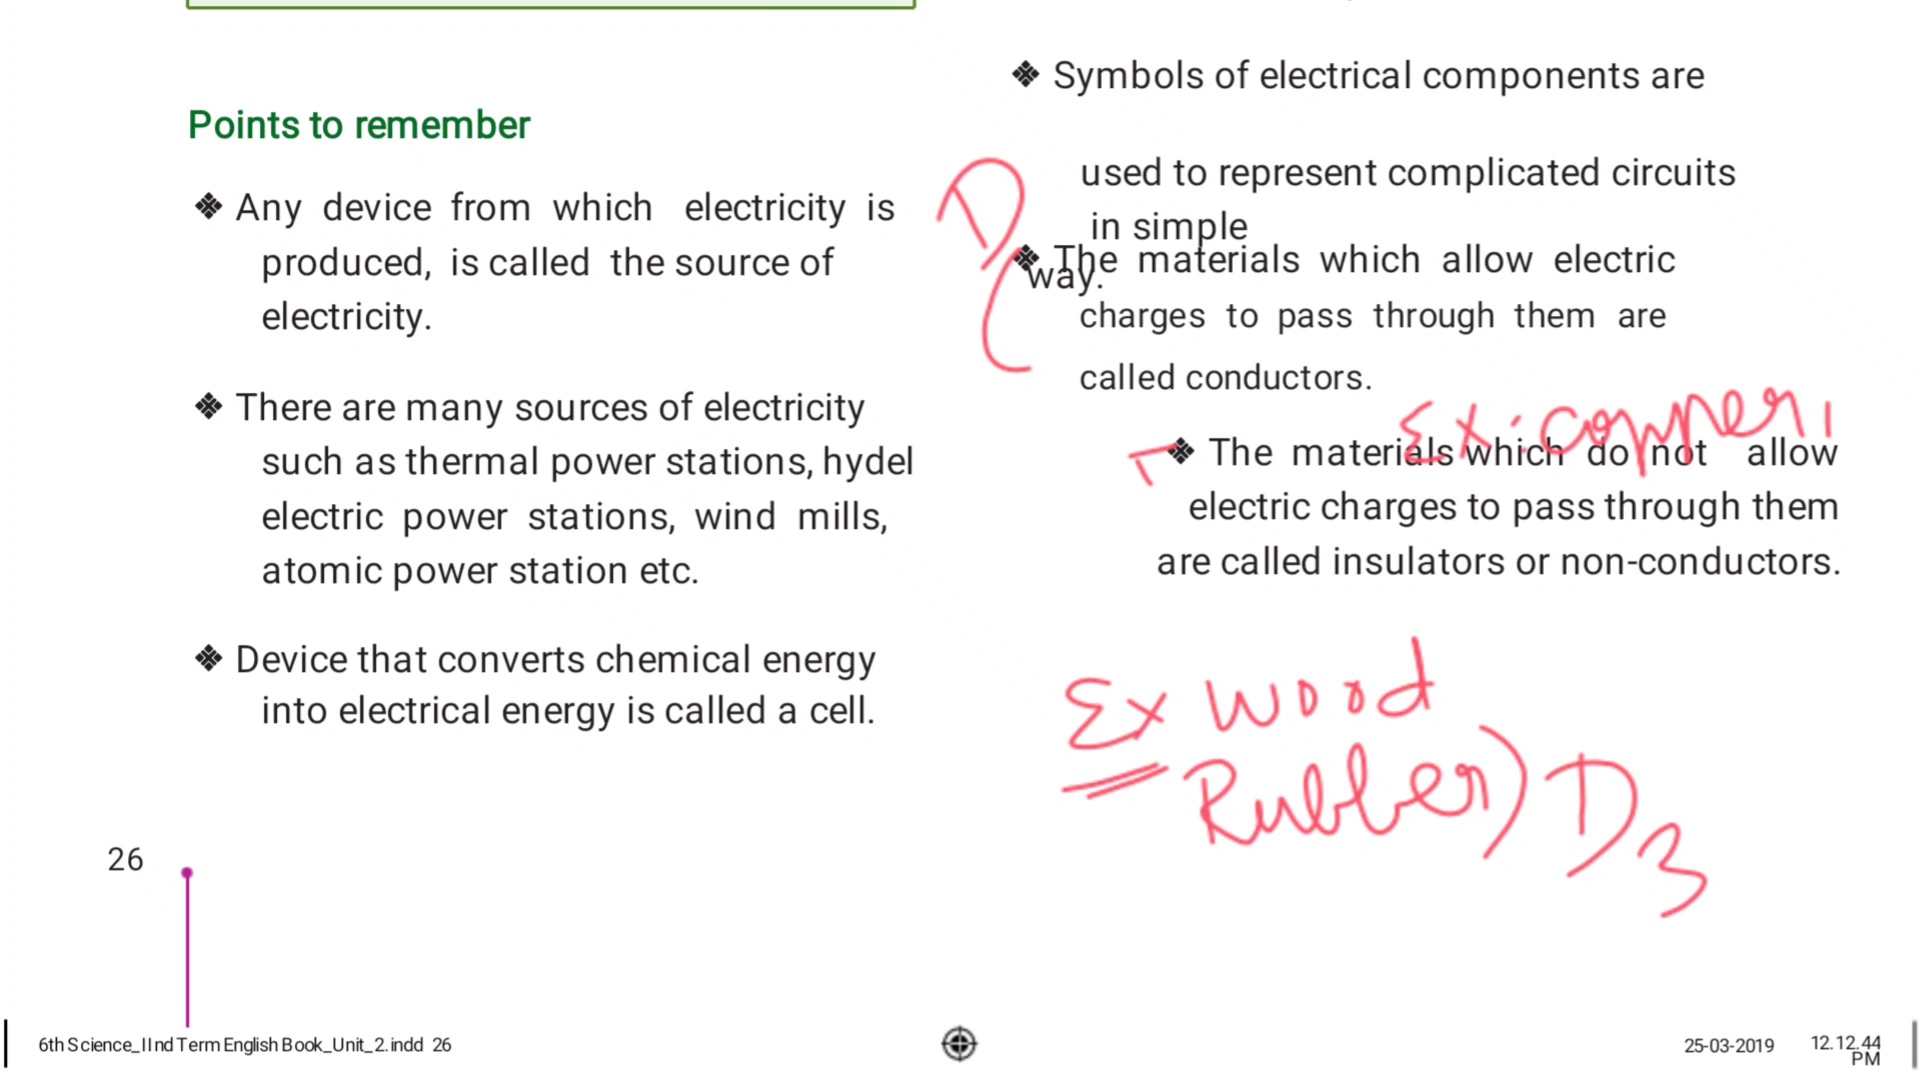 Points to remember
❖ Any device from which electricity is
produced, is called the source of
electricity.
❖ There are many sources of electricity
such as thermal power stations, hydel
electric power stations, wind mills,
atomic power station etc.
❖ Device that converts chemical energy
into electrical energy is called a cell.
❖ Symbols of electrical components are
used to represent complicated circuits
in simple
way.
D
❖ The materials which allow electric
charges to pass through them are
called conductors.
Ex: Copper,
❖ The materials which do not allow
electric charges to pass through them
are called insulators or non-conductors.
Ex Wood
Rubber) D3
26
6th Science_IInd Term English Book_Unit_2.indd 26
25-03-2019 12.12.44
PM